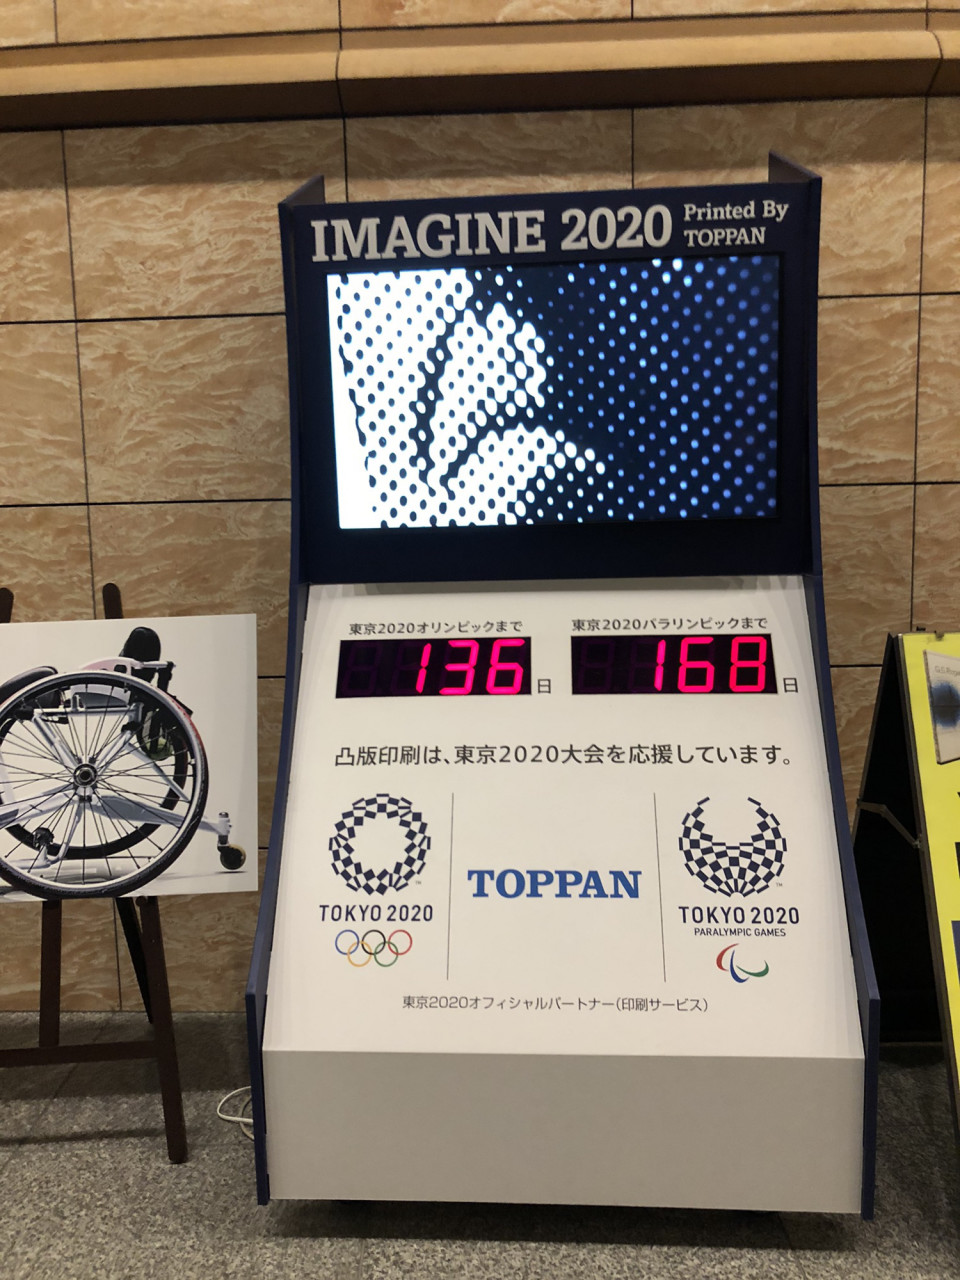 IMAGINE 2020
Printed By
TOPPAN
東京2020オリンピックまで
136日
東京2020パラリンピックまで
168日
凸版印刷は、東京2020大会を応援しています。
TOKYO 2020
TOPPAN
TOKYO 2020
PARALYMPIC GAMES
東京2020オフィシャルパートナー(印刷サービス)